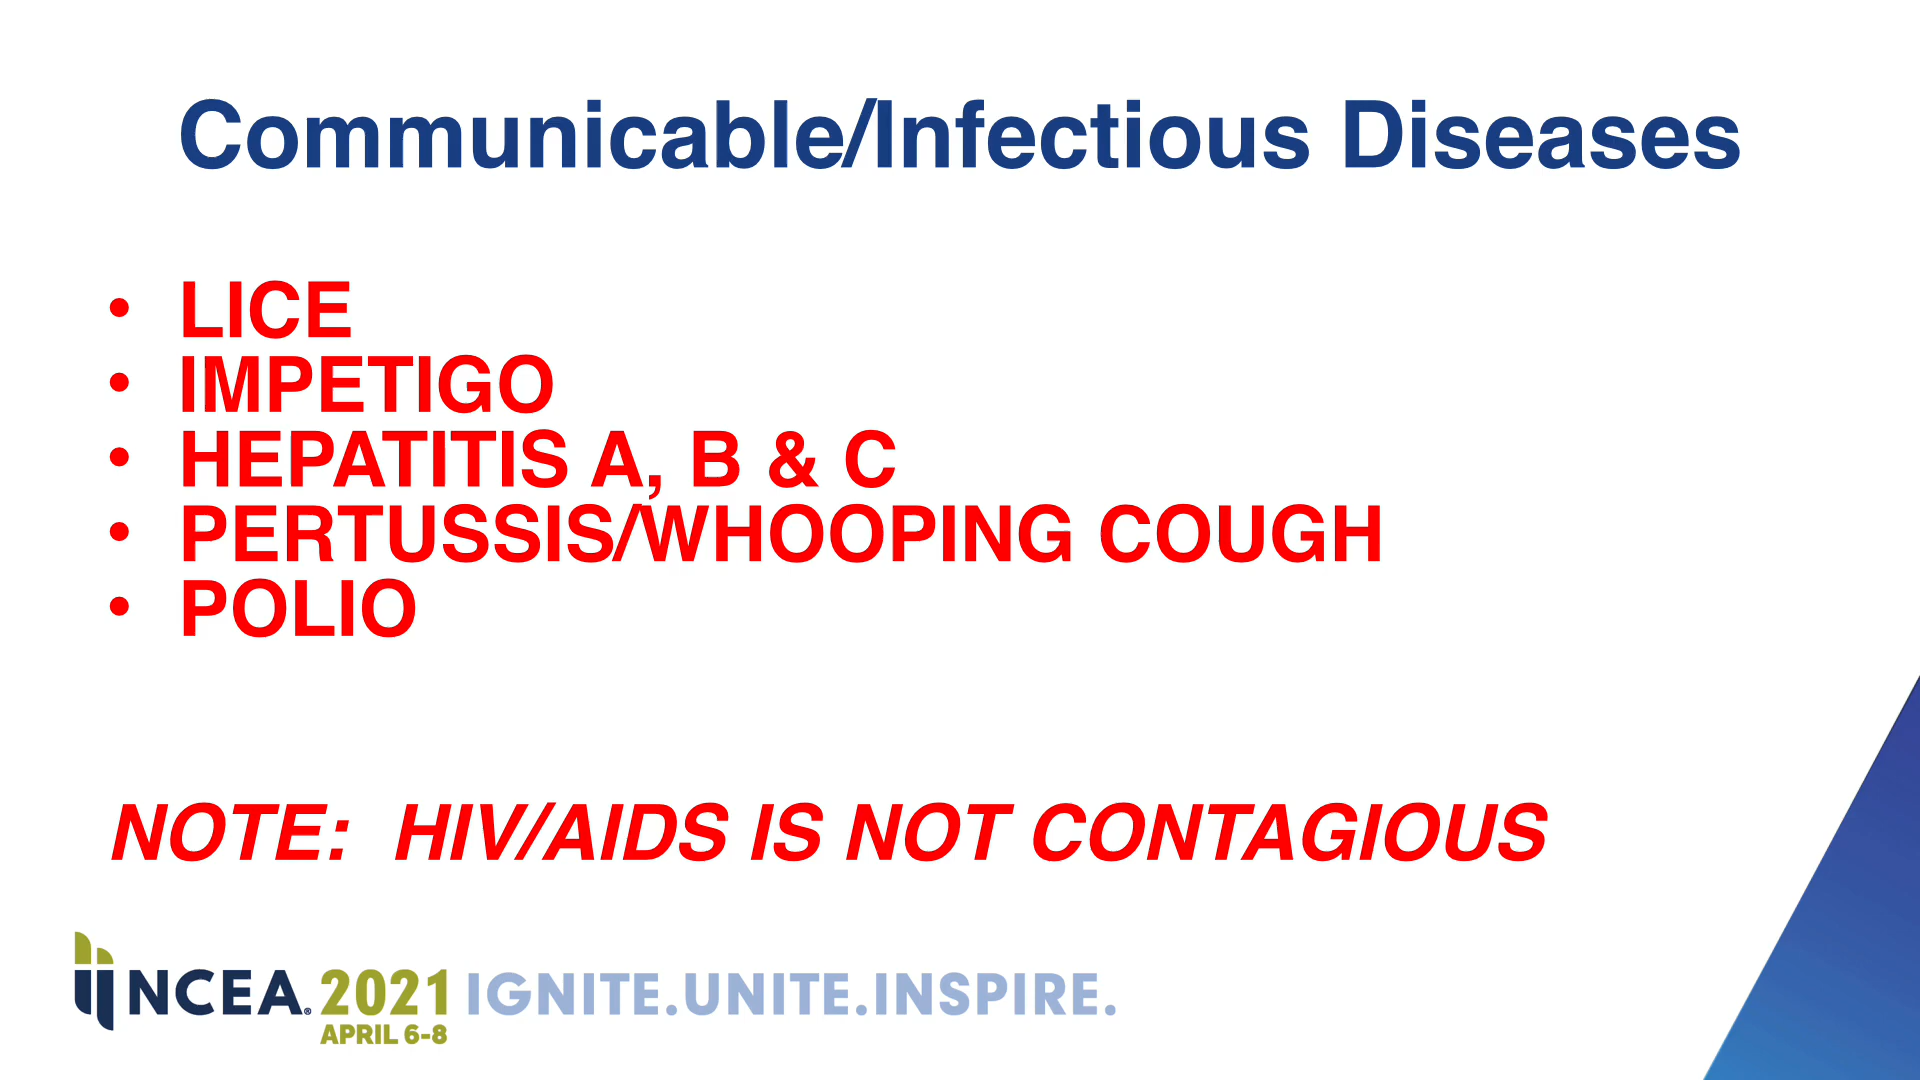 Communicable/Infectious Diseases
• LICE
• IMPETIGO
• HEPATITIS A, B & C
• PERTUSSIS/WHOOPING COUGH
• POLIO
NOTE: HIV/AIDS IS NOT CONTAGIOUS
NCEA® 2021 IGNITE.UNITE.INSPIRE.
APRIL 6-8